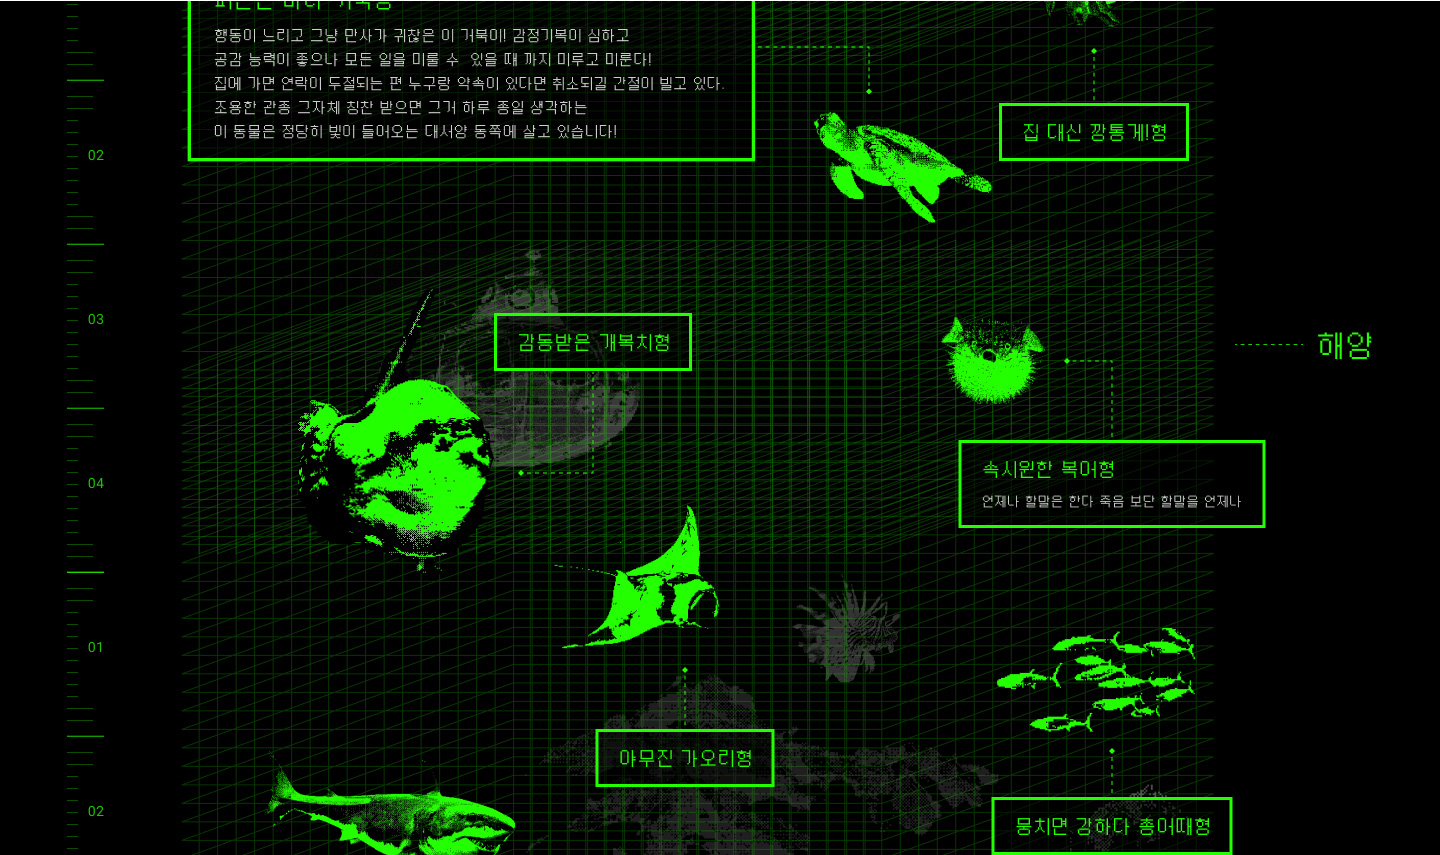 행동이 느리고 그냥 만사가 귀찮은 이 거북이! 감정기복이 심하고
공감 능력이 좋으나 모든 일을 미룰 수 있을 때 까지 미루고 미룬다!
집에 가면 연락이 두절되는 편 누구랑 약속이 있다면 취소되길 간절이 빌고 있다.
조용한 관종 그자체 칭찬 받으면 그거 하루 종일 생각하는
이 동물은 정당히 빛이 들어오는 대서양 동쪽에 살고 있습니다!
집 대신 깡통게!형
02
03
감동받은 개복치형
해양
속시원한 복어형
언제나 할말은 한다 죽음 보단 할말을 언제나
04
01
야무진 가오리형
02
뭉치면 강하다 숭어떼형